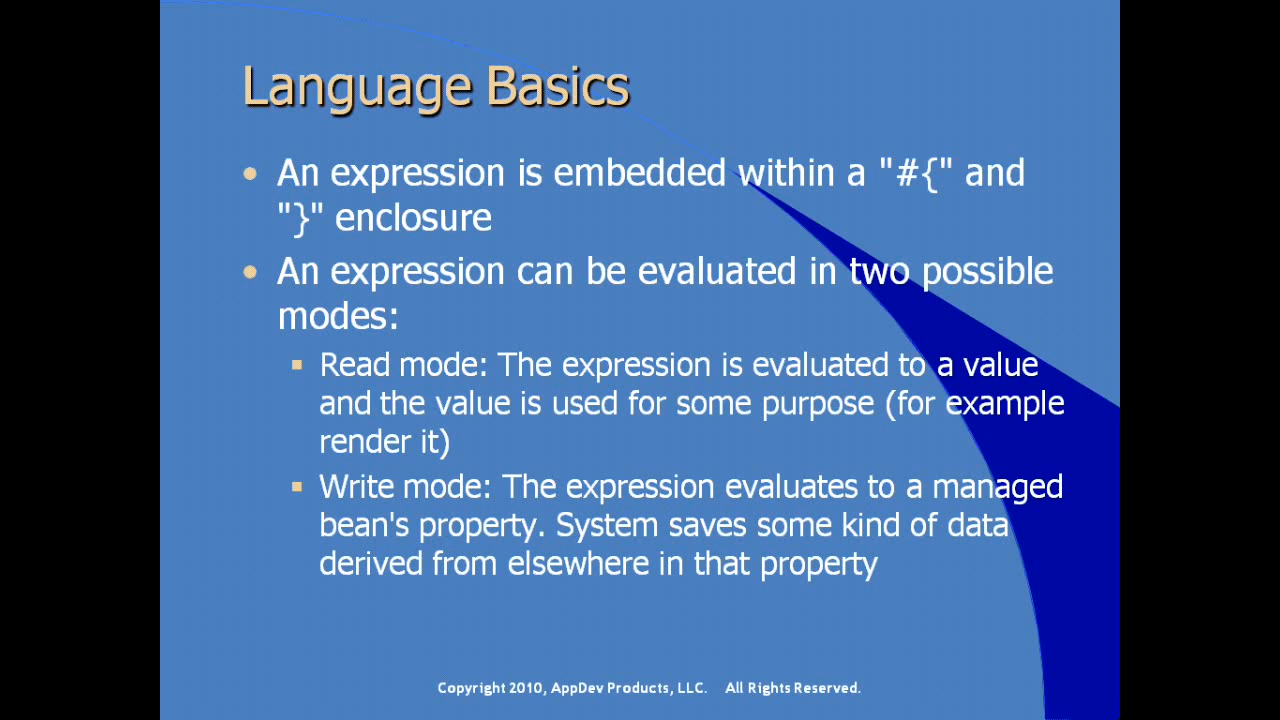 Language Basics
• An expression is embedded within a "#{" and
"}" enclosure
• An expression can be evaluated in two possible
modes:
▪ Read mode: The expression is evaluated to a value
and the value is used for some purpose (for example
render it)
▪ Write mode: The expression evaluates to a managed
bean's property. System saves some kind of data
derived from elsewhere in that property
Copyright 2010, AppDev Products, LLC. All Rights Reserved.